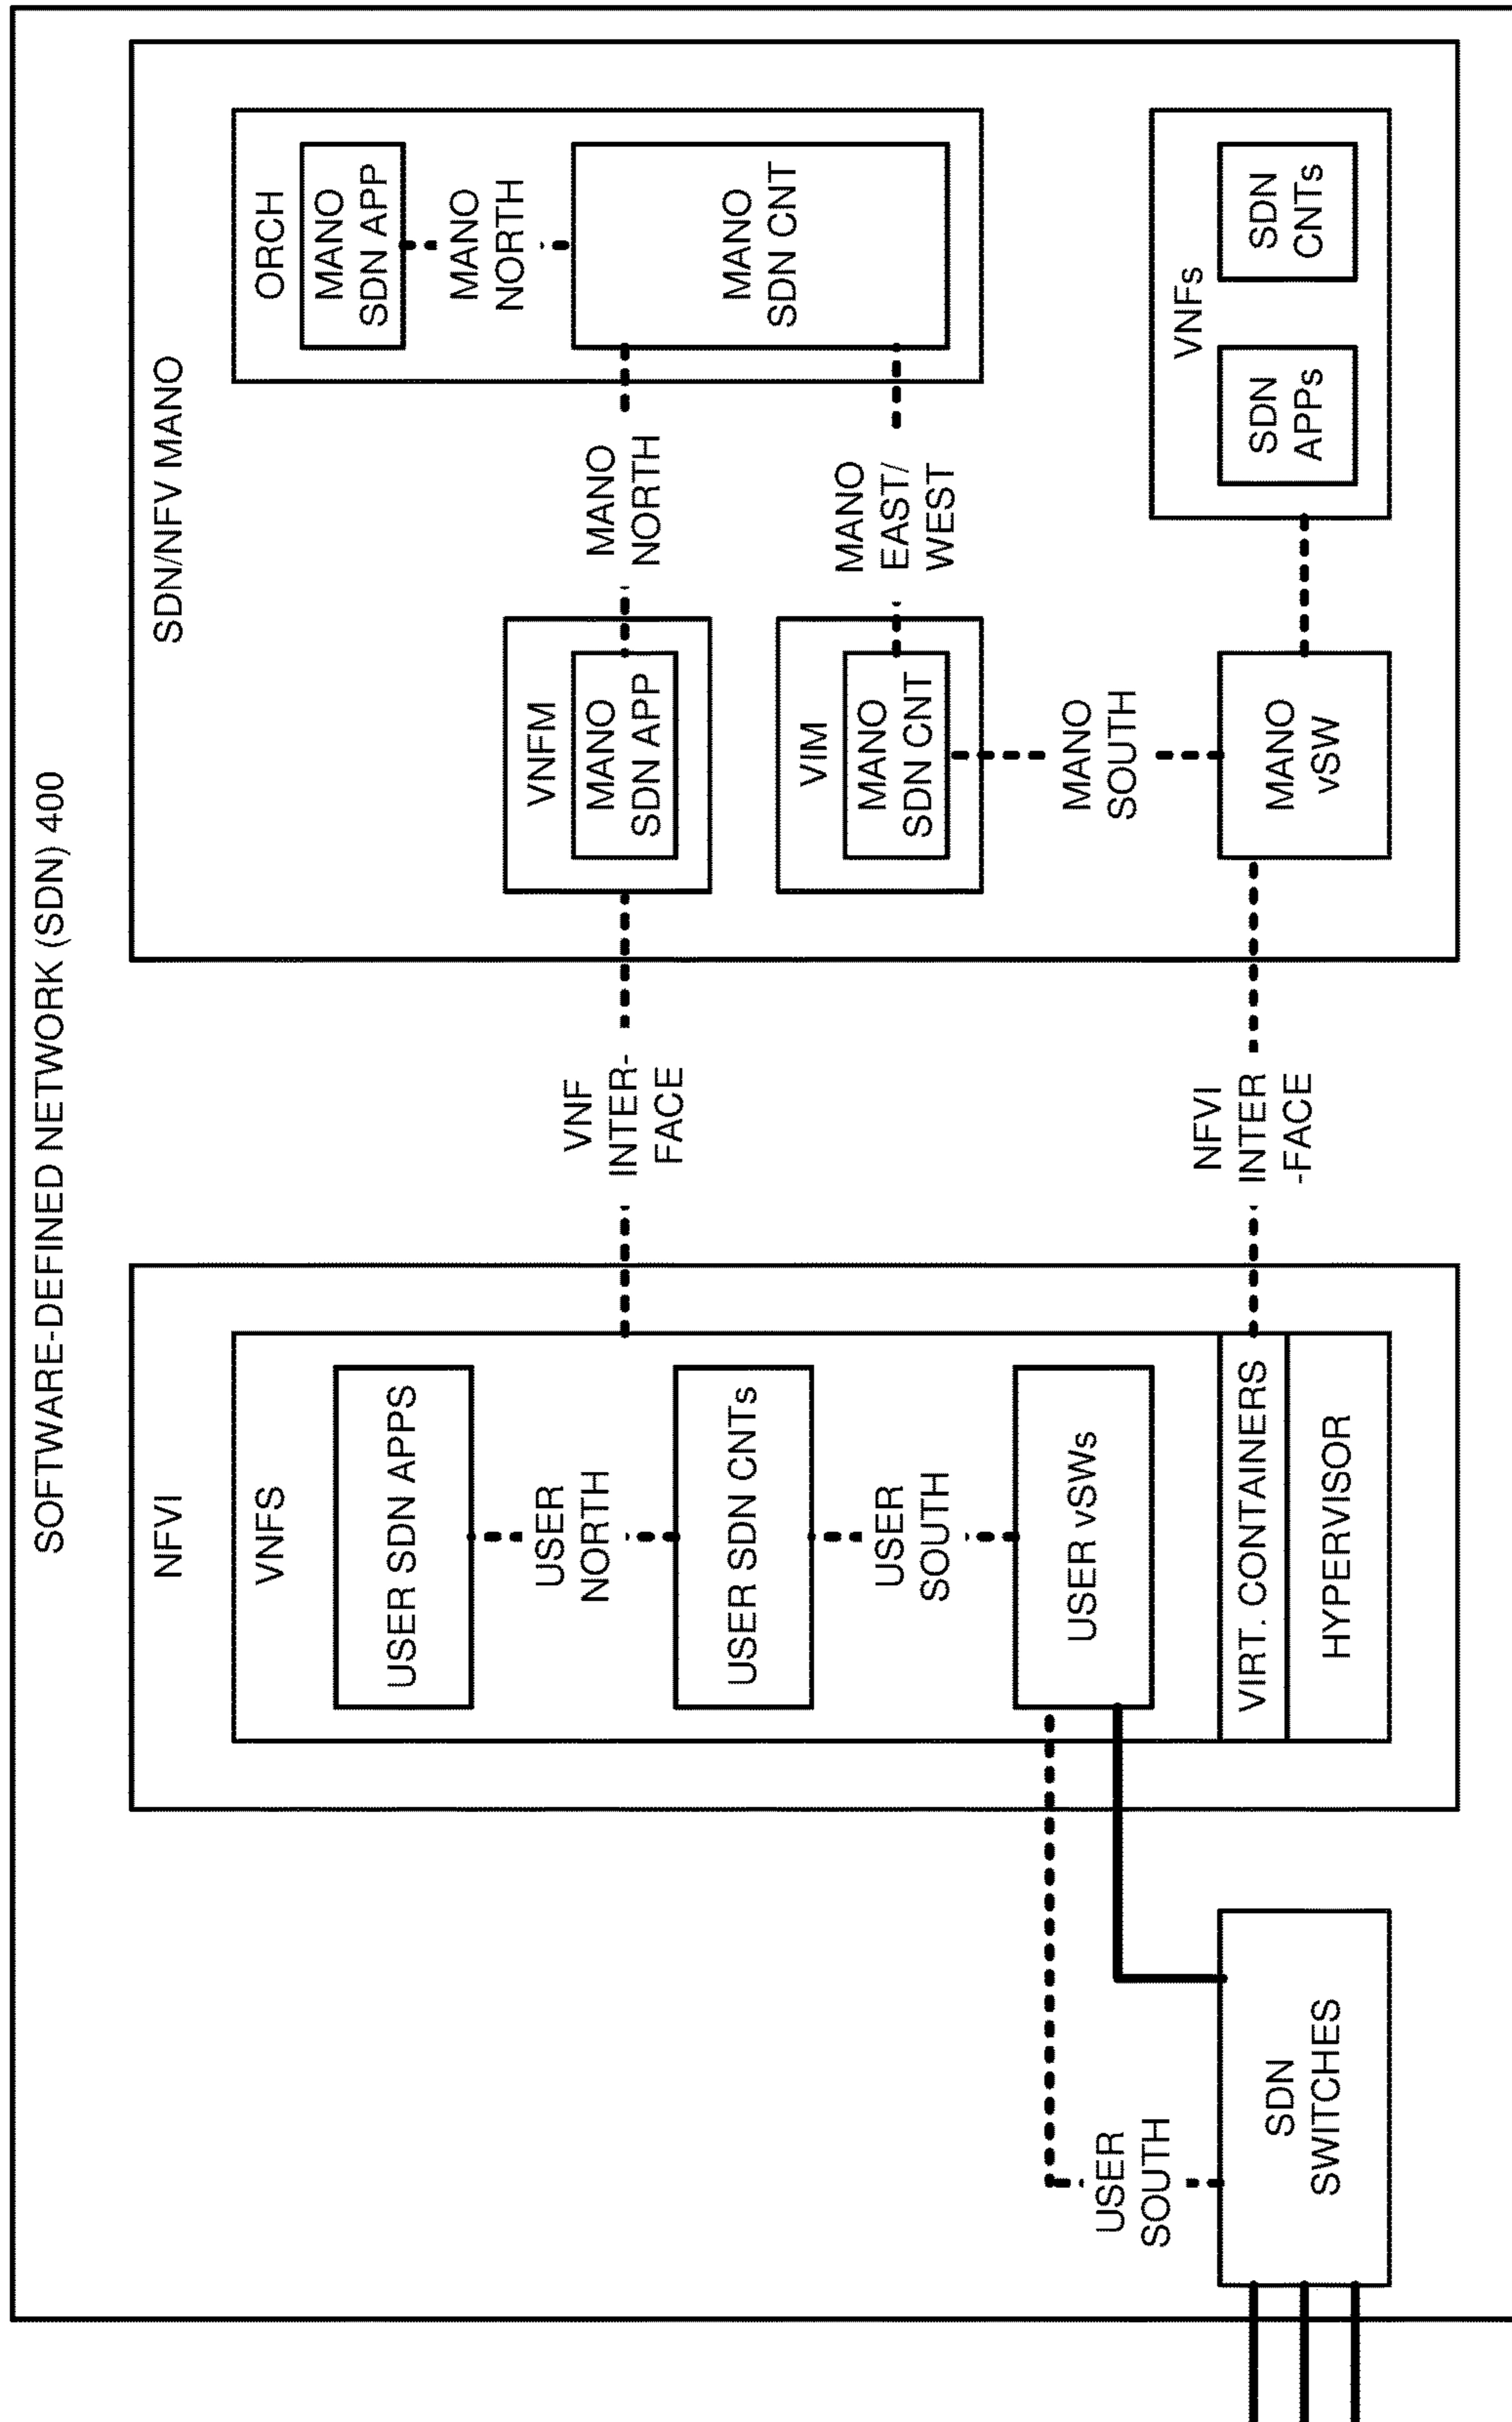 SOFTWARE-DEFINED NETWORK (SDN) 400
NFVI
VNFS
USER SDN APPS
USER
NORTH
USER SDN CNTs
USER
SOUTH
USER vSWs
VIRT. CONTAINERS
HYPERVISOR
USER
SOUTH
SDN
SWITCHES
VNF
INTER-
FACE
NFVI
INTER
-FACE
SDN/NFV MANO
ORCH
MANO
SDN APP
MANO
NORTH
MANO
SDN CNT
MANO
NORTH
VNFM
MANO
SDN APP
MANO
EAST/
WEST
VIM
MANO
SDN CNT
MANO
SOUTH
MANO
vSW
VNFs
SDN
APPs
SDN
CNTs